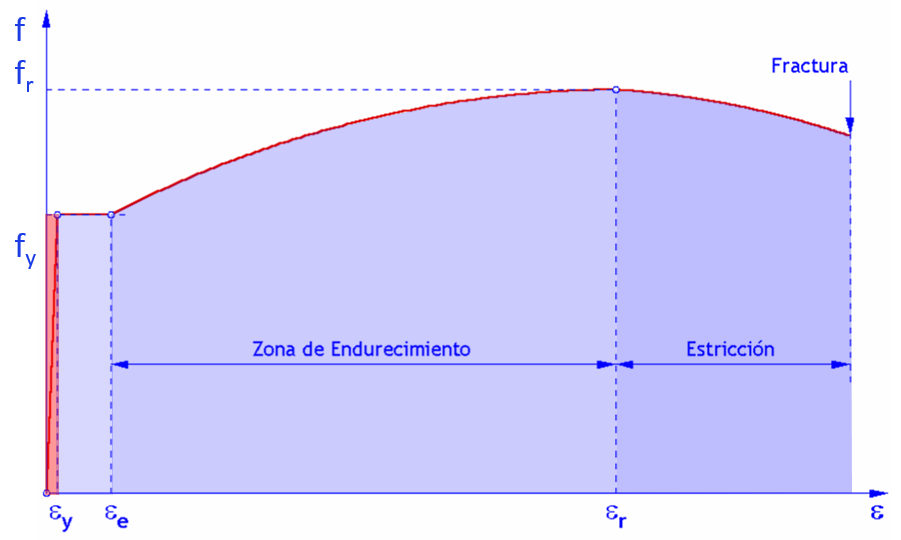 f
fr
Fractura
fy
Zona de Endurecimiento
Estricción
εy
εe
εr
ε